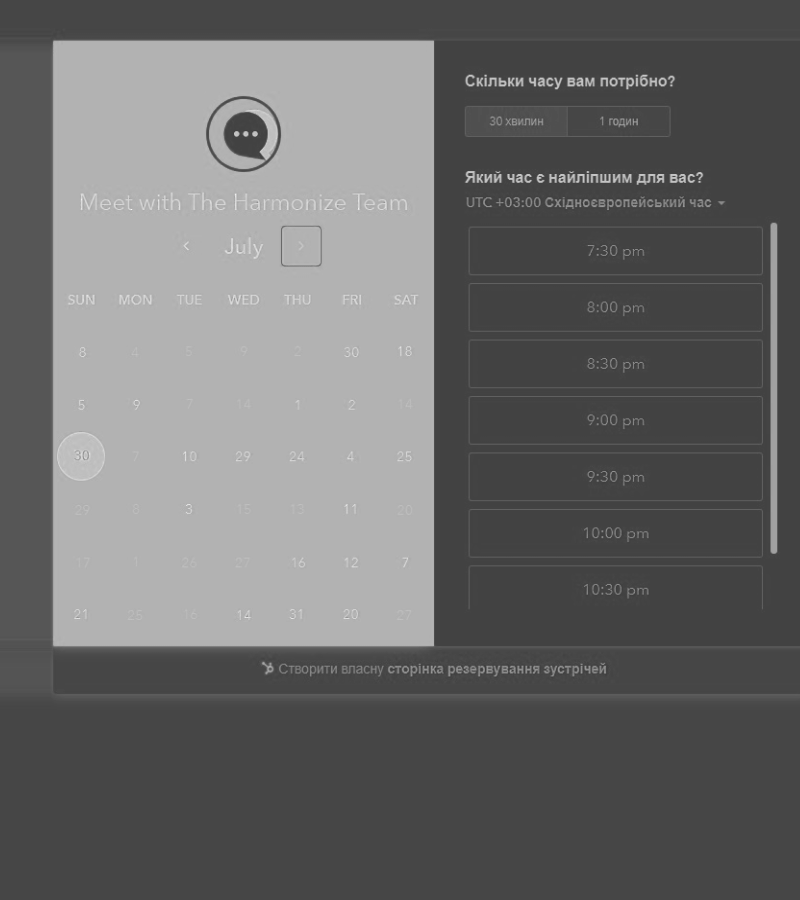 Meet with The Harmonize Team
July
SUN MON TUE WED THU FRI SAT
8 4 5 9 2 30 18
5 9 7 14 1 2 14
30 7 10 29 24 4 25
29 8 3 15 13 11 20
17 1 26 27 16 12 7
21 25 16 14 31 20 27
Скільки часу вам потрібно?
30 хвилин 1 годин
Який час є найліпшим для вас?
UTC +03:00 Східноєвропейський час
7:30 pm
8:00 pm
8:30 pm
9:00 pm
9:30 pm
10:00 pm
10:30 pm
Створити власну сторінка резервування зустрічей